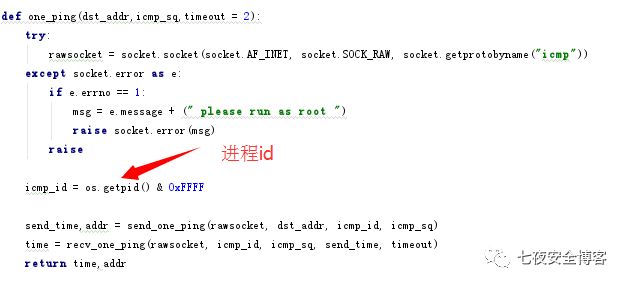 def one_ping(dst_addr,icmp_sq,timeout = 2):
try:
rawsocket = socket.socket(socket.AF_INET, socket.SOCK_RAW, socket.getprotobyname("icmp"))
except socket.error as e:
if e.errno == 1:
msg = e.message + (" please run as root ")
raise socket.error(msg)
raise
进程id
icmp_id = os.getpid() & 0xFFFF
send_time,addr = send_one_ping(rawsocket, dst_addr, icmp_id, icmp_sq)
time = recv_one_ping(rawsocket, icmp_id, icmp_sq, send_time, timeout)
return time,addr
七夜安全博客